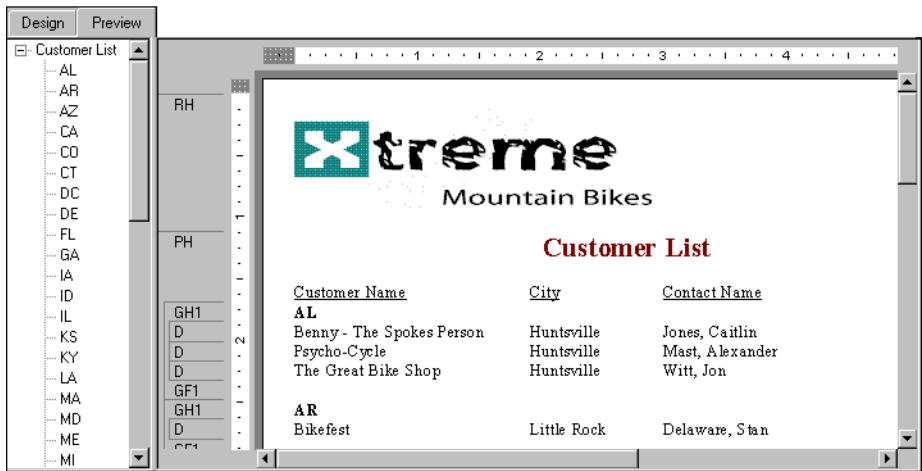 Design Preview
Customer List
AL
AR
AZ
CA
CO
CT
DC
DE
FL
GA
IA
ID
IL
KS
KY
LA
MA
MD
ME
MI
1 2 3 4
RH
1
PH
GH1
D
2
D
D
GF1
GH1
D
GF1
Xtreme
Mountain Bikes
Customer List
Customer Name City Contact Name
AL
Benny - The Spokes Person Huntsville Jones, Caitlin
Psycho-Cycle Huntsville Mast, Alexander
The Great Bike Shop Huntsville Witt, Jon
AR
Bikefest Little Rock Delaware, Stan